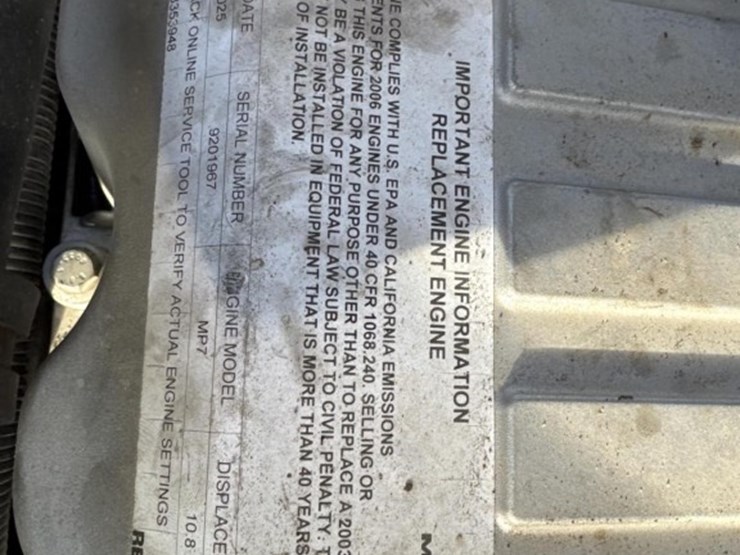 IMPORTANT ENGINE INFORMATION
REPLACEMENT ENGINE
COMPLIES WITH U.S. EPA AND CALIFORNIA EMISSIONS
ENTS FOR 2006 ENGINES UNDER 40 CFR 1068.240. SELLING OR
THIS ENGINE FOR ANY PURPOSE OTHER THAN TO REPLACE A 2003
BE A VIOLATION OF FEDERAL LAW SUBJECT TO CIVIL PENALTY. T
NOT BE INSTALLED IN EQUIPMENT THAT IS MORE THAN 40 YEARS
OF INSTALLATION.
DATE SERIAL NUMBER ENGINE MODEL DISPLACE
025 9201967 MP7 10.8
CK ONLINE SERVICE TOOL TO VERIFY ACTUAL ENGINE SETTINGS
0353948